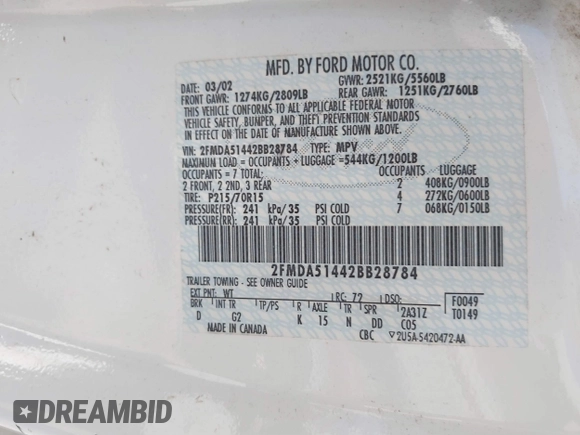 MFD. BY FORD MOTOR CO.
03/02 GVWR: 2521KG/5560LB
FRONT GAWR: 1274KG/2809LB REAR GAWR: 1251KG/2760LB
THIS VEHICLE CONFORMS TO ALL APPLICABLE FEDERAL MOTOR
VEHICLE SAFETY, BUMPER, AND THEFT PREVENTION STANDARDS
IN EFFECT ON THE DATE OF MANUFACTURE SHOWN ABOVE.
VIN: 2FMDA51442BB28784 TYPE: MPV
MAXIMUM LOAD = OCCUPANTS + LUGGAGE = 544KG/1200LB
OCCUPANTS = 7 TOTAL OCCUPANTS LUGGAGE
2 FRONT, 2 2ND, 3 REAR 2 408KG/0900LB
TIRE: P215/70R15 4 272KG/0600LB
PRESSURE(FR): 241 kPa/35 PSI COLD 7 068KG/0150LB
PRESSURE(RR): 241 kPa/35 PSI COLD
2FMDA51442BB28784
TRAILER TOWING - SEE OWNER GUIDE
EXT PNT: WT RC: 72 DSO: F0049
BRK INT TR TP/PS R AXLE TR SPR 2A31Z T0149
D G2 K 15 N DD C05
MADE IN CANADA CBC ▽2U5A-5420472-AA
DREAMBID